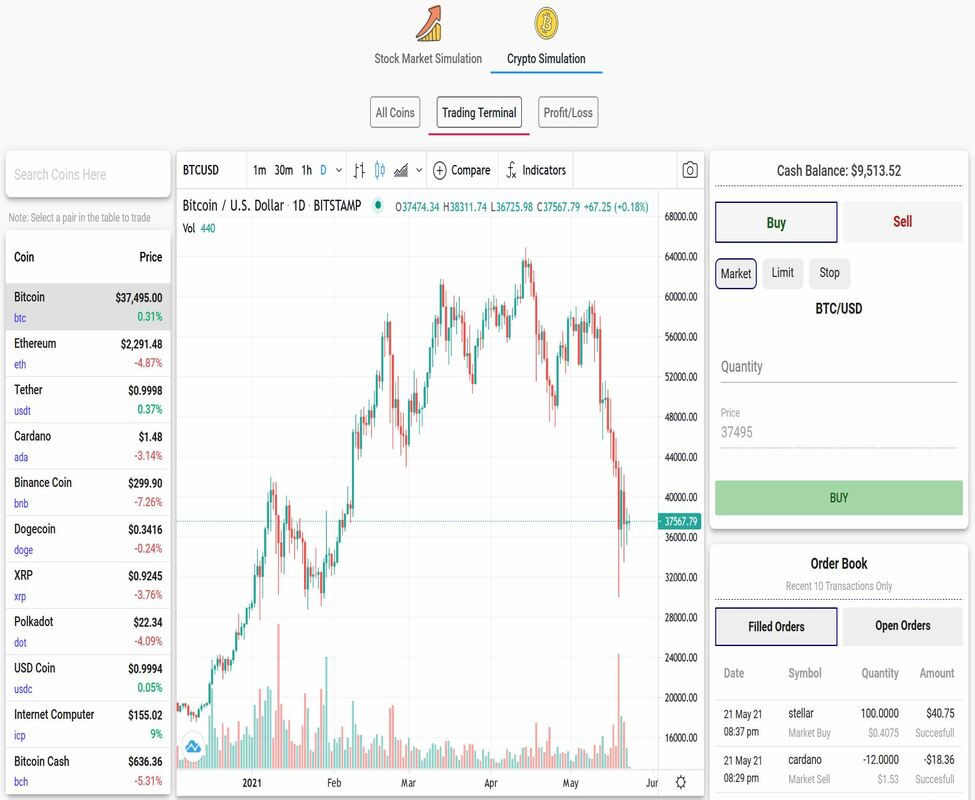 Stock Market Simulation
Crypto Simulation
All Coins
Trading Terminal
Profit/Loss
Search Coins Here
Note: Select a pair in the table to trade
Coin Price
Bitcoin $37,495.00
btc 0.31%
Ethereum $2,291.48
eth -4.87%
Tether $0.9998
usdt 0.37%
Cardano $1.48
ada -3.14%
Binance Coin $299.90
bnb -7.26%
Dogecoin $0.3416
doge -0.24%
XRP $0.9245
xrp -3.76%
Polkadot $22.34
dot -4.09%
USD Coin $0.9994
usdc 0.05%
Internet Computer $155.02
icp 9%
Bitcoin Cash $636.36
bch -5.31%
BTCUSD 1m 30m 1h D Compare Indicators
Bitcoin / U.S. Dollar · 1D · BITSTAMP O37474.34 H38311.74 L36725.98 C37567.79 +67.25 (+0.18%)
Vol 440
68000.00
64000.00
60000.00
56000.00
52000.00
48000.00
44000.00
40000.00
37567.79
36000.00
32000.00
28000.00
24000.00
20000.00
16000.00
2021 Feb Mar Apr May Jun
Cash Balance: $9,513.52
Buy Sell
Market Limit Stop
BTC/USD
Quantity
Price
37495
BUY
Order Book
Recent 10 Transactions Only
Filled Orders Open Orders
Date Symbol Quantity Amount
21 May 21 stellar 100.0000 $40.75
08:37 pm Market Buy $0.4075 Succesfull
21 May 21 cardano -12.0000 -$18.36
08:29 pm Market Sell $1.53 Succesfull